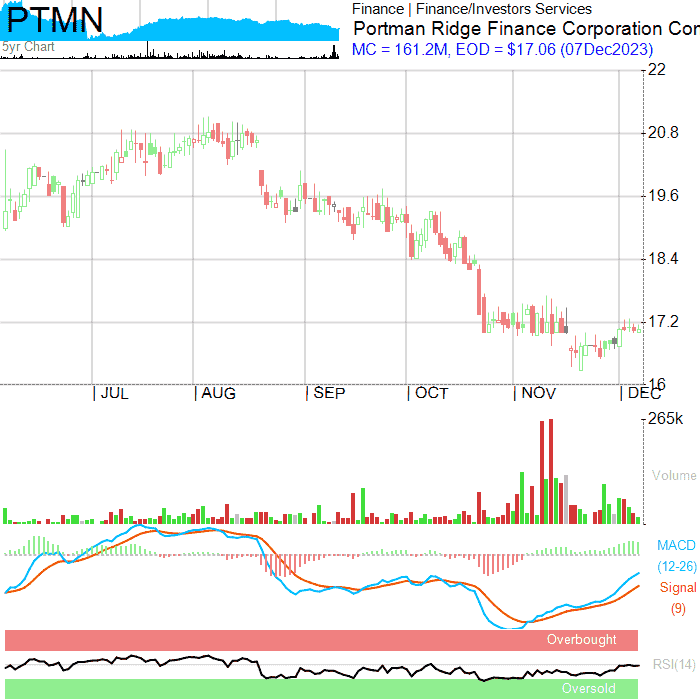 PTMN
5yr Chart
Finance | Finance/Investors Services
Portman Ridge Finance Corporation Con
MC = 161.2M, EOD = $17.06 (07Dec2023)
22
20.8
19.6
18.4
17.2
16
JUL AUG SEP OCT NOV DEC
265k
Volume
MACD
(12-26)
Signal
(9)
Overbought
RSI(14)
Oversold